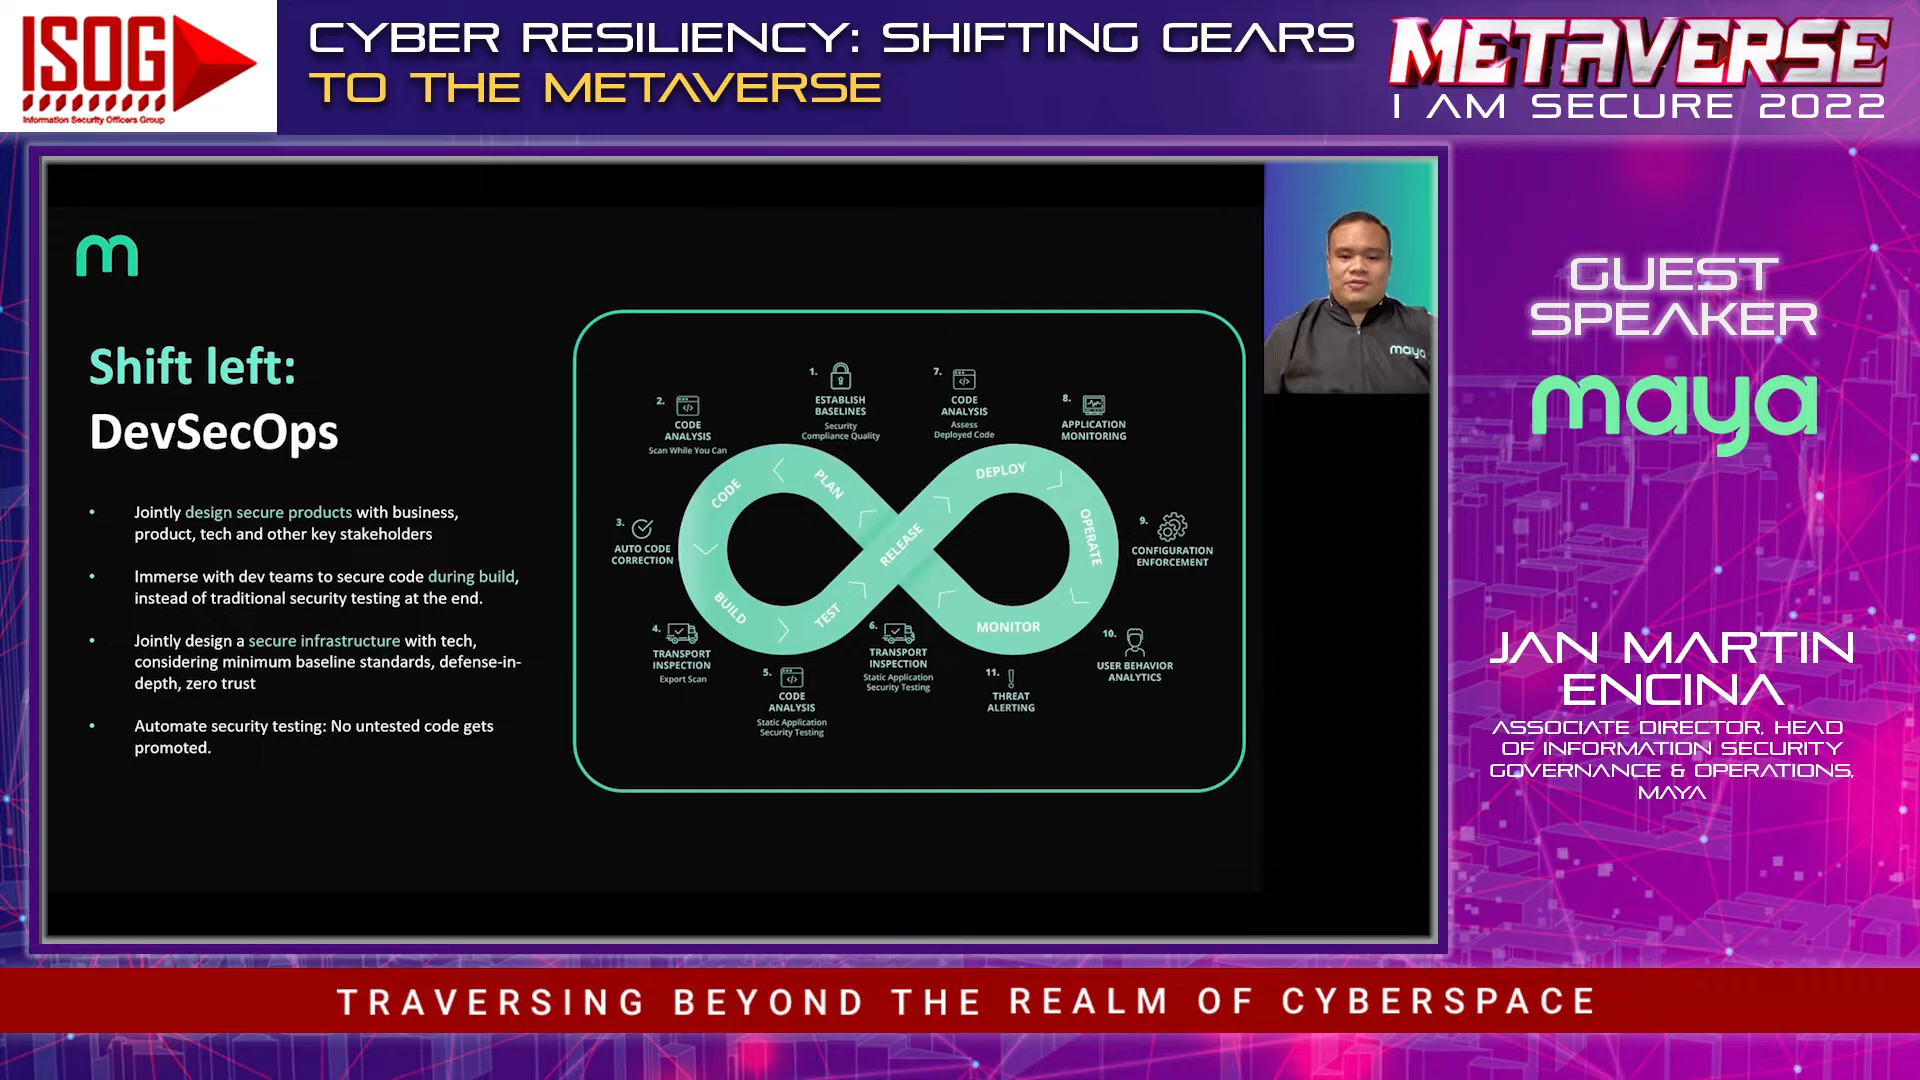 ISOG
Information Security Officers Group
CYBER RESILIENCY: SHIFTING GEARS
TO THE METAVERSE
METAVERSE
I AM SECURE 2022
m
Shift left:
DevSecOps
• Jointly design secure products with business,
product, tech and other key stakeholders
• Immerse with dev teams to secure code during build,
instead of traditional security testing at the end.
• Jointly design a secure infrastructure with tech,
considering minimum baseline standards, defense-in-
depth, zero trust
• Automate security testing: No untested code gets
promoted.
1.
ESTABLISH
BASELINES
Security
Compliance Quality
2.
CODE
ANALYSIS
Scan While You Can
3.
AUTO CODE
CORRECTION
4.
TRANSPORT
INSPECTION
Export Scan
5.
CODE
ANALYSIS
Static Application
Security Testing
6.
TRANSPORT
INSPECTION
Static Application
Security Testing
7.
CODE
ANALYSIS
Assess
Deployed Code
8.
APPLICATION
MONITORING
9.
CONFIGURATION
ENFORCEMENT
10.
USER BEHAVIOR
ANALYTICS
11.
THREAT
ALERTING
PLAN
CODE
BUILD
TEST
RELEASE
DEPLOY
OPERATE
MONITOR
maya
GUEST
SPEAKER
maya
JAN MARTIN
ENCINA
ASSOCIATE DIRECTOR, HEAD
OF INFORMATION SECURITY
GOVERNANCE & OPERATIONS,
MAYA
TRAVERSING BEYOND THE REALM OF CYBERSPACE